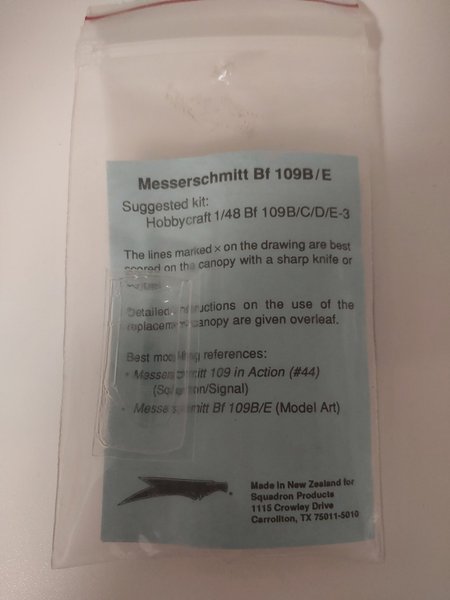 Messerschmitt Bf 109B/E
Suggested kit:
Hobbycraft 1/48 Bf 109B/C/D/E-3
The lines marked x on the drawing are best
scored on the canopy with a sharp knife or
Detailed instructions on the use of the
replacement canopy are given overleaf.
Best modelling references:
• Messerschmitt 109 in Action (#44)
(Squadron/Signal)
• Messerschmitt Bf 109B/E (Model Art)
Made in New Zealand for
Squadron Products
1115 Crowley Drive
Carrollton, TX 75011-5010